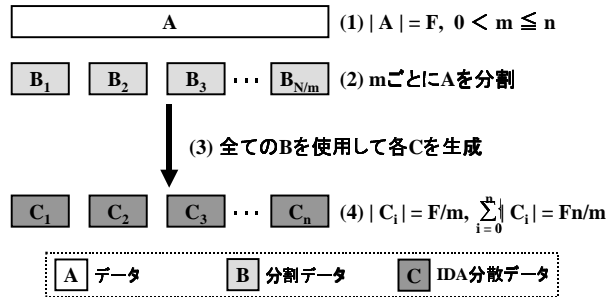 A (1) | A | = F, 0 < m ≦ n
B1 B2 B3 ⋯ BN/m (2) mごとにAを分割
(3) 全てのBを使用して各Cを生成
C1 C2 C3 ⋯ Cn (4) | Ci | = F/m, n∑i = 0 | Ci | = Fn/m
A データ B 分割データ C IDA分散データ